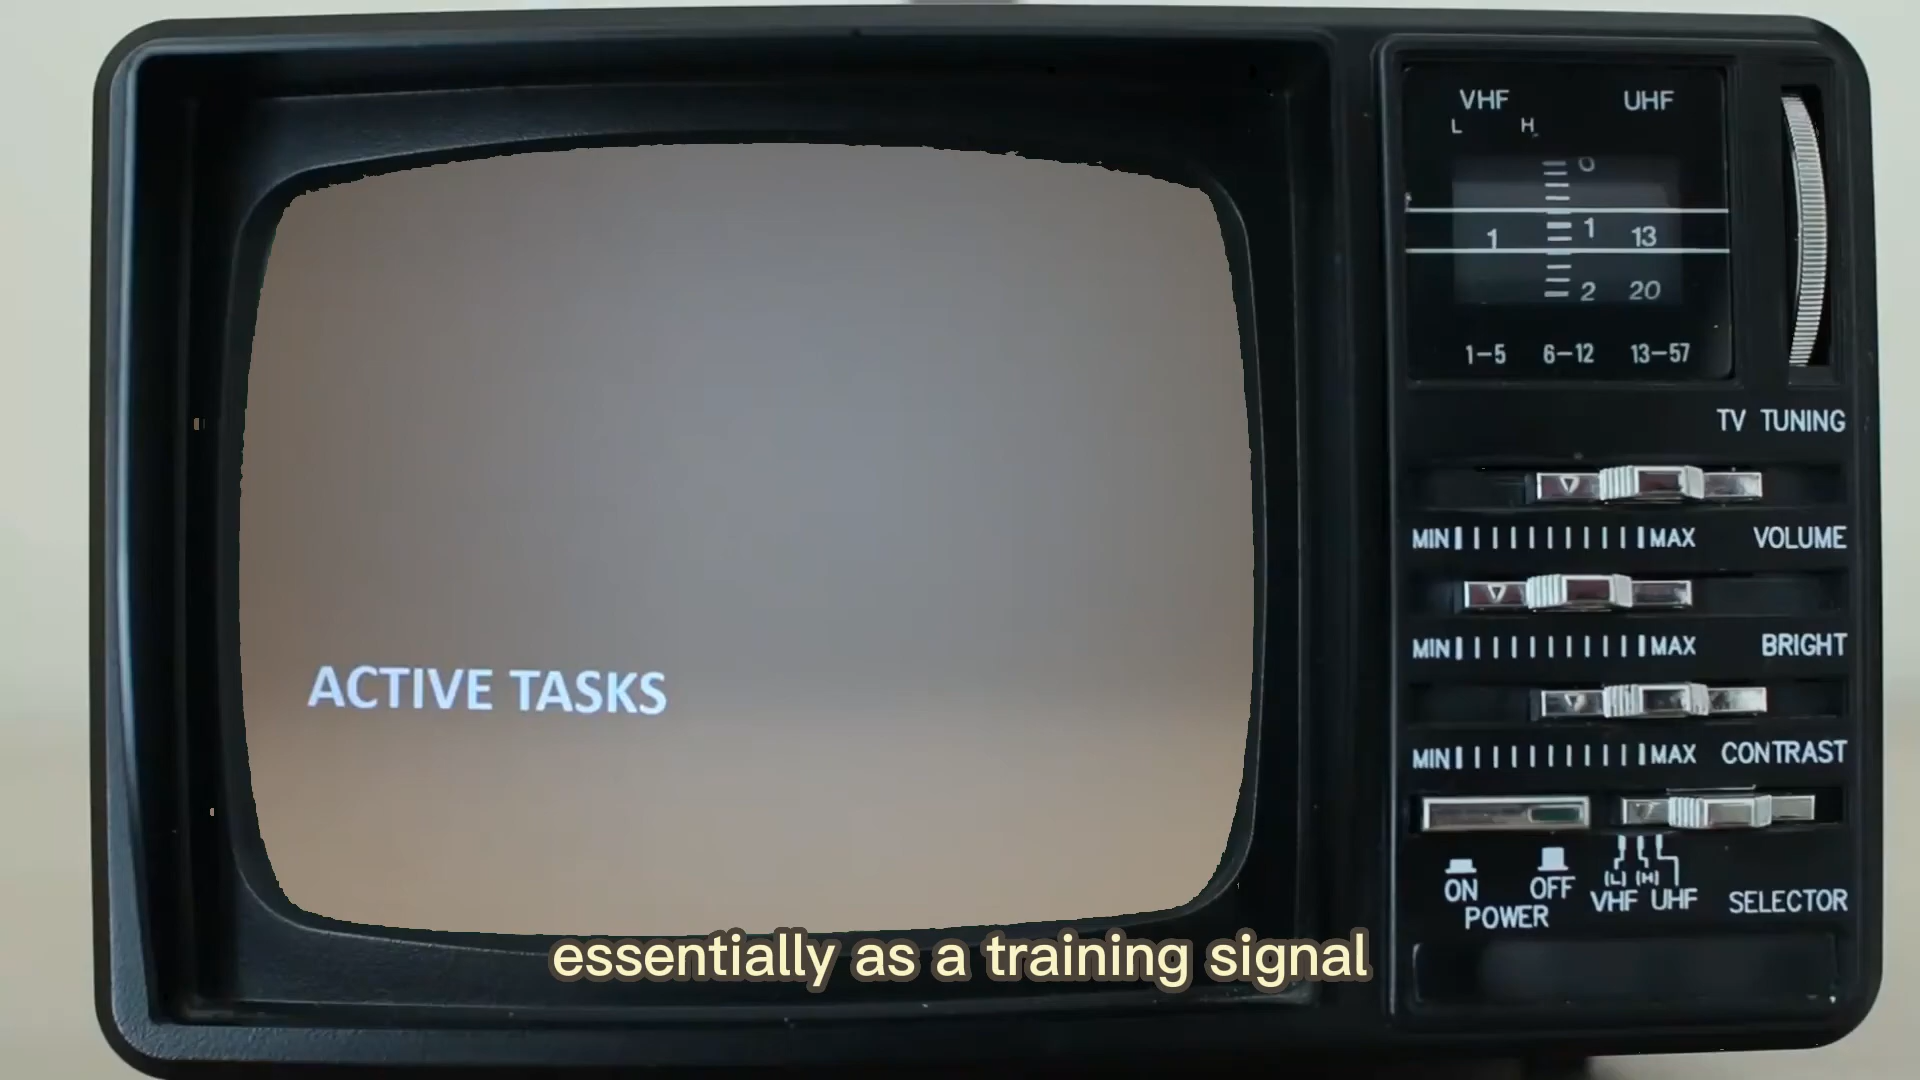 VHF UHF
L H
0
1 1 13
2 20
1-5 6-12 13-57
TV TUNING
MIN MAX VOLUME
MIN MAX BRIGHT
ACTIVE TASKS
MIN MAX CONTRAST
ON OFF
POWER
(L) (H)
VHF UHF
SELECTOR
essentially as a training signal